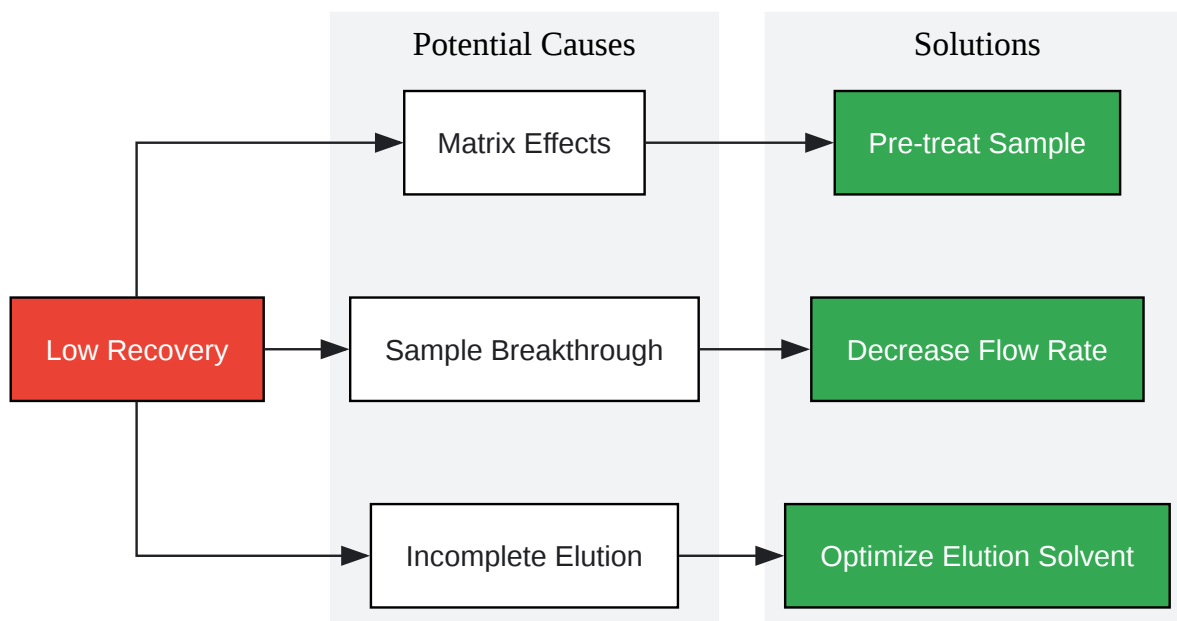 Potential Causes
Solutions
Matrix Effects
Pre-treat Sample
Low Recovery
Sample Breakthrough
Decrease Flow Rate
Incomplete Elution
Optimize Elution Solvent